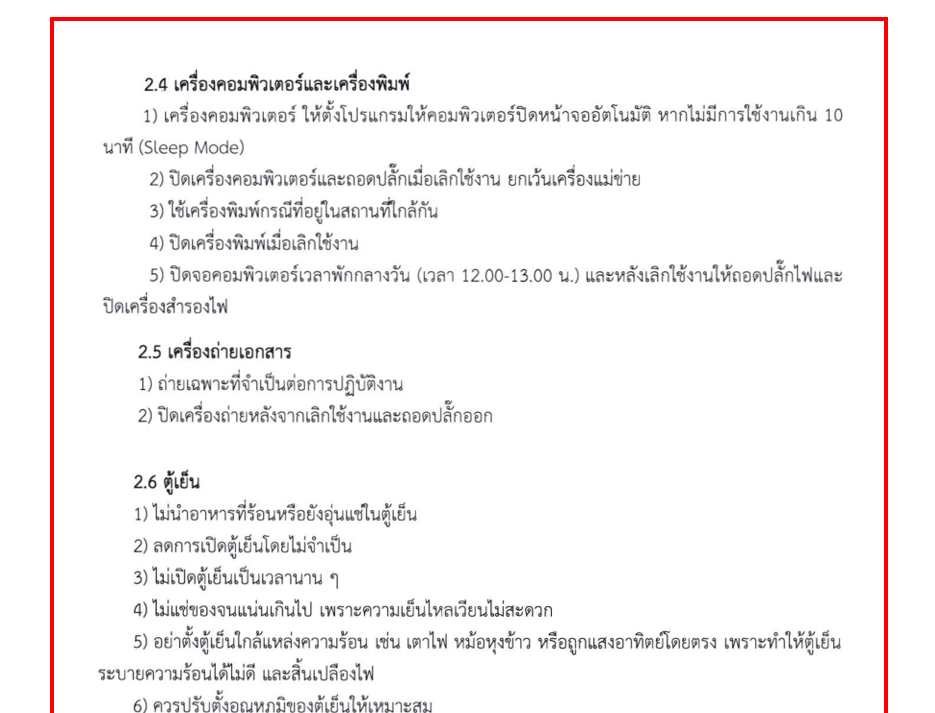 2.4 เครื่องคอมพิวเตอร์และเครื่องพิมพ์
1) เครื่องคอมพิวเตอร์ ให้ตั้งโปรแกรมให้คอมพิวเตอร์ปิดหน้าจออัตโนมัติ หากไม่มีการใช้งานเกิน 10
นาที (Sleep Mode)
2) ปิดเครื่องคอมพิวเตอร์และถอดปลั๊กเมื่อเลิกใช้งาน ยกเว้นเครื่องแม่ข่าย
3) ใช้เครื่องพิมพ์กรณีที่อยู่ในสถานที่ใกล้กัน
4) ปิดเครื่องพิมพ์เมื่อเลิกใช้งาน
5) ปิดจอคอมพิวเตอร์เวลาพักกลางวัน (เวลา 12.00-13.00 น.) และหลังเลิกใช้งานให้ถอดปลั๊กไฟและ
ปิดเครื่องสำรองไฟ
2.5 เครื่องถ่ายเอกสาร
1) ถ่ายเฉพาะที่จำเป็นต่อการปฏิบัติงาน
2) ปิดเครื่องถ่ายหลังจากเลิกใช้งานและถอดปลั๊กออก
2.6 ตู้เย็น
1) ไม่นำอาหารที่ร้อนหรือยังอุ่นแช่ในตู้เย็น
2) ลดการเปิดตู้เย็นโดยไม่จำเป็น
3) ไม่เปิดตู้เย็นเป็นเวลานาน ๆ
4) ไม่แช่ของจนแน่นเกินไป เพราะความเย็นไหลเวียนไม่สะดวก
5) อย่าตั้งตู้เย็นใกล้แหล่งความร้อน เช่น เตาไฟ หม้อหุงข้าว หรือถูกแสงอาทิตย์โดยตรง เพราะทำให้ตู้เย็น
ระบายความร้อนได้ไม่ดี และสิ้นเปลืองไฟ
6) ควรปรับตั้งอุณหภูมิของตู้เย็นให้เหมาะสม